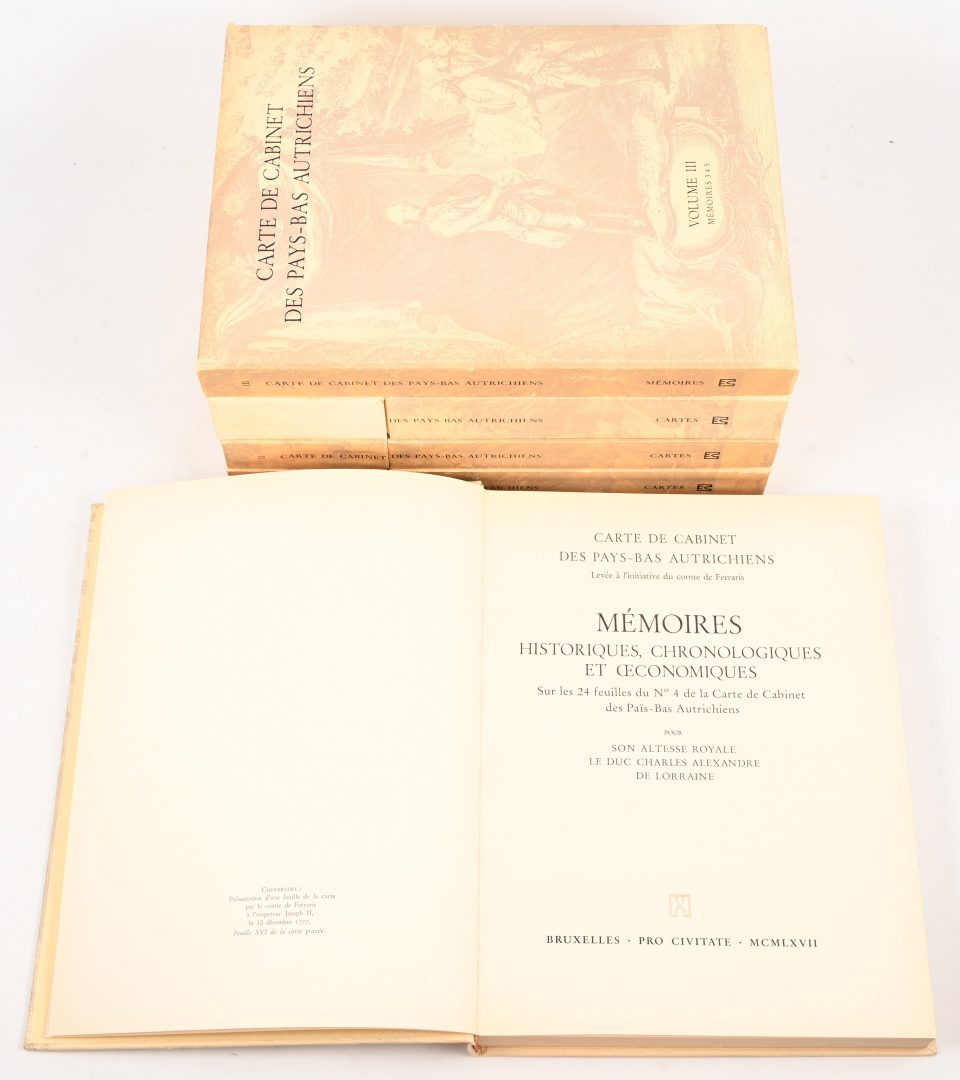 CARTE DE CABINET
DES PAYS-BAS AUTRICHIENS
VOLUME III
MÉMOIRES 3 4 5
III CARTE DE CABINET DES PAYS-BAS AUTRICHIENS MÉMOIRES
DES PAYS-BAS AUTRICHIENS CARTES
CARTE DE CABINET DES PAYS-BAS AUTRICHIENS CARTES
CARTES
COUVERTURE :
Présentation d'une feuille de la carte
par le comte de Ferraris
à l'empereur Joseph II,
le 18 décembre 1777.
feuille XVI de la carte gravée.
CARTE DE CABINET
DES PAYS-BAS AUTRICHIENS
Levée à l'initiative du comte de Ferraris
MÉMOIRES
HISTORIQUES, CHRONOLOGIQUES
ET ŒCONOMIQUES
Sur les 24 feuilles du Nº 4 de la Carte de Cabinet
des Païs-Bas Autrichiens
POUR
SON ALTESSE ROYALE
LE DUC CHARLES ALEXANDRE
DE LORRAINE
BRUXELLES · PRO CIVITATE · MCMLXVII